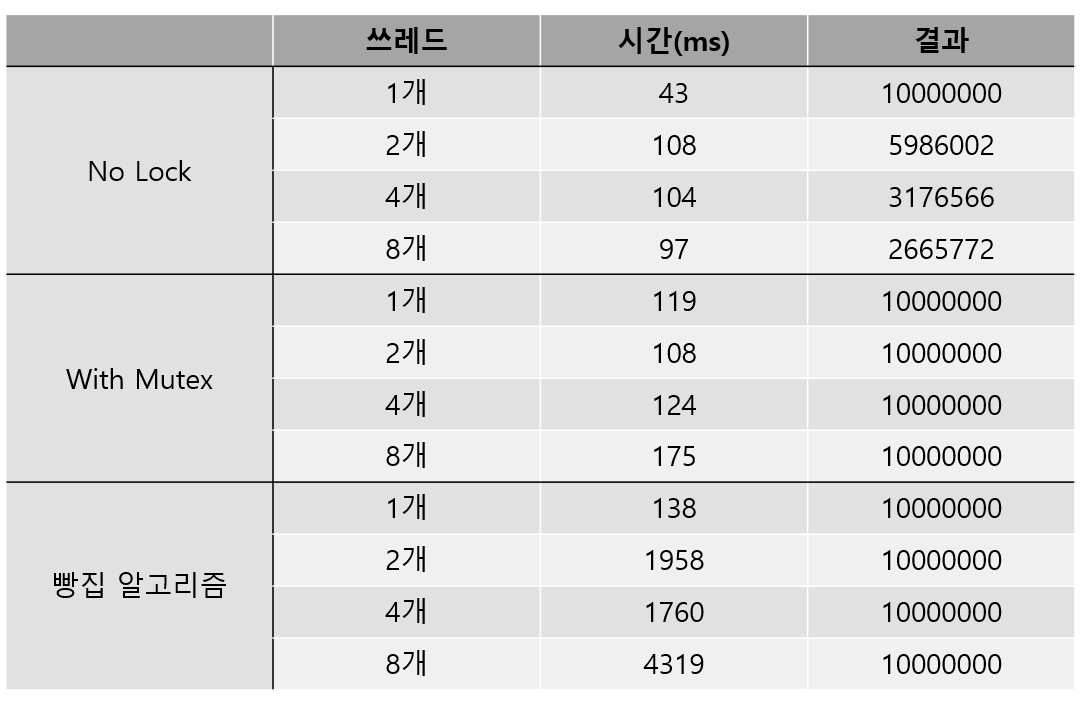 쓰레드 시간(ms) 결과
No Lock
1개 43 10000000
2개 108 5986002
4개 104 3176566
8개 97 2665772
With Mutex
1개 119 10000000
2개 108 10000000
4개 124 10000000
8개 175 10000000
빵집 알고리즘
1개 138 10000000
2개 1958 10000000
4개 1760 10000000
8개 4319 10000000